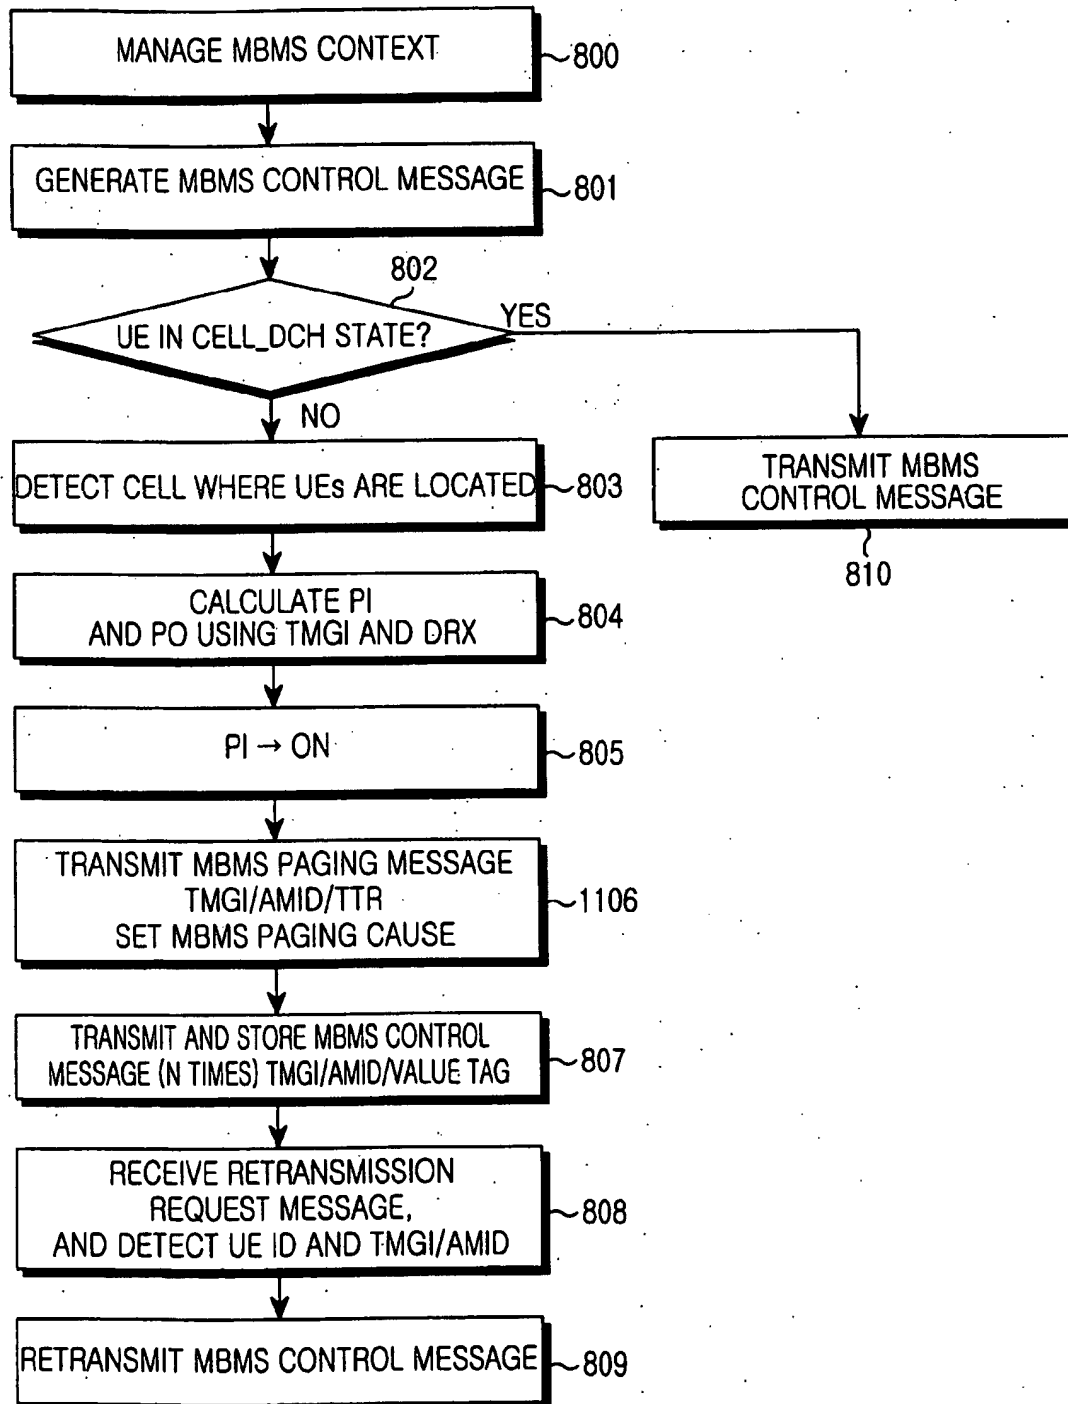 MANAGE MBMS CONTEXT
800
GENERATE MBMS CONTROL MESSAGE
801
802
UE IN CELL_DCH STATE?
YES
NO
DETECT CELL WHERE UEs ARE LOCATED
803
TRANSMIT MBMS
CONTROL MESSAGE
810
CALCULATE PI
AND PO USING TMGI AND DRX
804
PI → ON
805
TRANSMIT MBMS PAGING MESSAGE
TMGI/AMID/TTR
SET MBMS PAGING CAUSE
1106
TRANSMIT AND STORE MBMS CONTROL
MESSAGE (N TIMES) TMGI/AMID/VALUE TAG
807
RECEIVE RETRANSMISSION
REQUEST MESSAGE,
AND DETECT UE ID AND TMGI/AMID
808
RETRANSMIT MBMS CONTROL MESSAGE
809